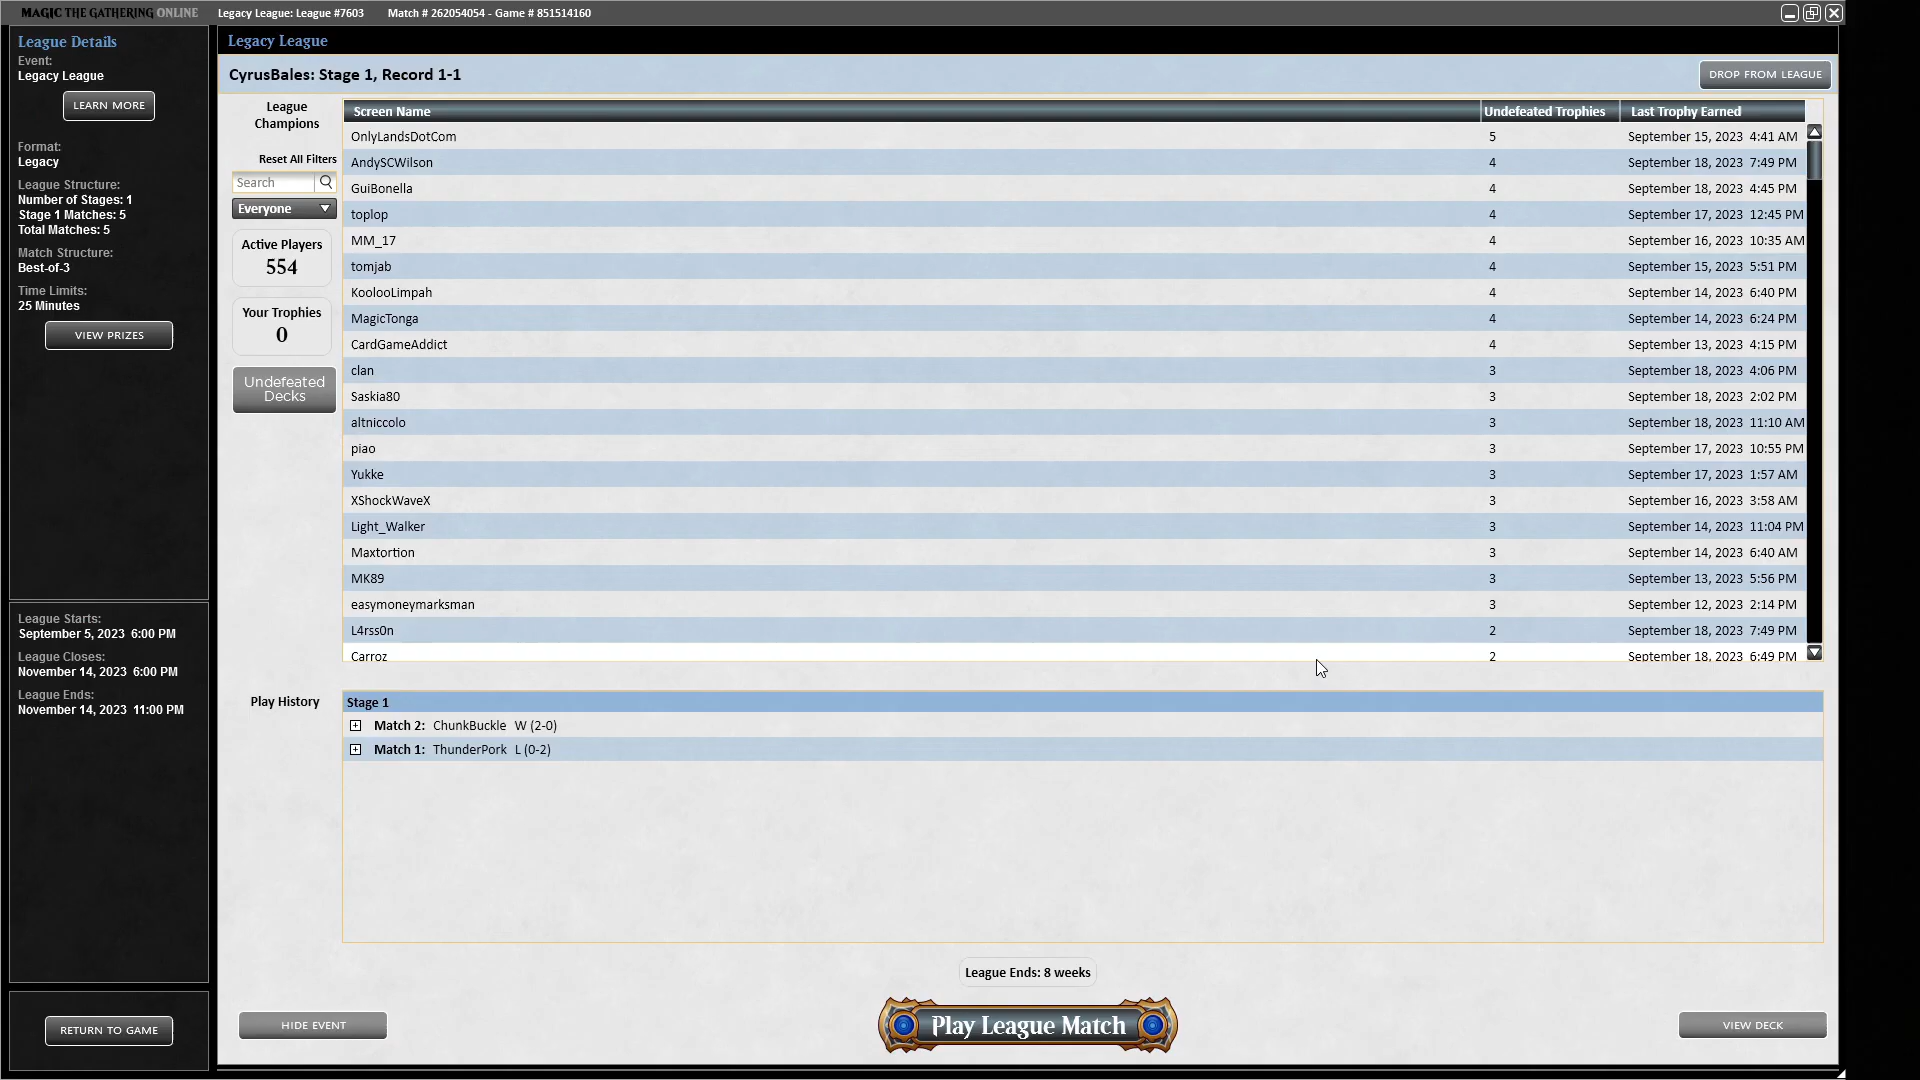 MAGIC THE GATHERING ONLINE Legacy League: League #7603 Match # 262054054 - Game # 851514160
League Details
Event:
Legacy League
LEARN MORE
Format:
Legacy
League Structure:
Number of Stages: 1
Stage 1 Matches: 5
Total Matches: 5
Match Structure:
Best-of-3
Time Limits:
25 Minutes
VIEW PRIZES
League Starts:
September 5, 2023 6:00 PM
League Closes:
November 14, 2023 6:00 PM
League Ends:
November 14, 2023 11:00 PM
RETURN TO GAME
Legacy League
CyrusBales: Stage 1, Record 1-1
DROP FROM LEAGUE
League
Champions
Reset All Filters
Search
Everyone
Active Players
554
Your Trophies
0
Undefeated
Decks
Screen Name Undefeated Trophies Last Trophy Earned
OnlyLandsDotCom 5 September 15, 2023 4:41 AM
AndySCWilson 4 September 18, 2023 7:49 PM
GuiBonella 4 September 18, 2023 4:45 PM
toplop 4 September 17, 2023 12:45 PM
MM_17 4 September 16, 2023 10:35 AM
tomjab 4 September 15, 2023 5:51 PM
KoolooLimpah 4 September 14, 2023 6:40 PM
MagicTonga 4 September 14, 2023 6:24 PM
CardGameAddict 4 September 13, 2023 4:15 PM
clan 3 September 18, 2023 4:06 PM
Saskia80 3 September 18, 2023 2:02 PM
altniccolo 3 September 18, 2023 11:10 AM
piao 3 September 17, 2023 10:55 PM
Yukke 3 September 17, 2023 1:57 AM
XShockWaveX 3 September 16, 2023 3:58 AM
Light_Walker 3 September 14, 2023 11:04 PM
Maxtortion 3 September 14, 2023 6:40 AM
MK89 3 September 13, 2023 5:56 PM
easymoneymarksman 3 September 12, 2023 2:14 PM
L4rss0n 2 September 18, 2023 7:49 PM
Carroz 2 September 18, 2023 6:49 PM
Play History
Stage 1
Match 2: ChunkBuckle W (2-0)
Match 1: ThunderPork L (0-2)
League Ends: 8 weeks
HIDE EVENT
Play League Match
VIEW DECK